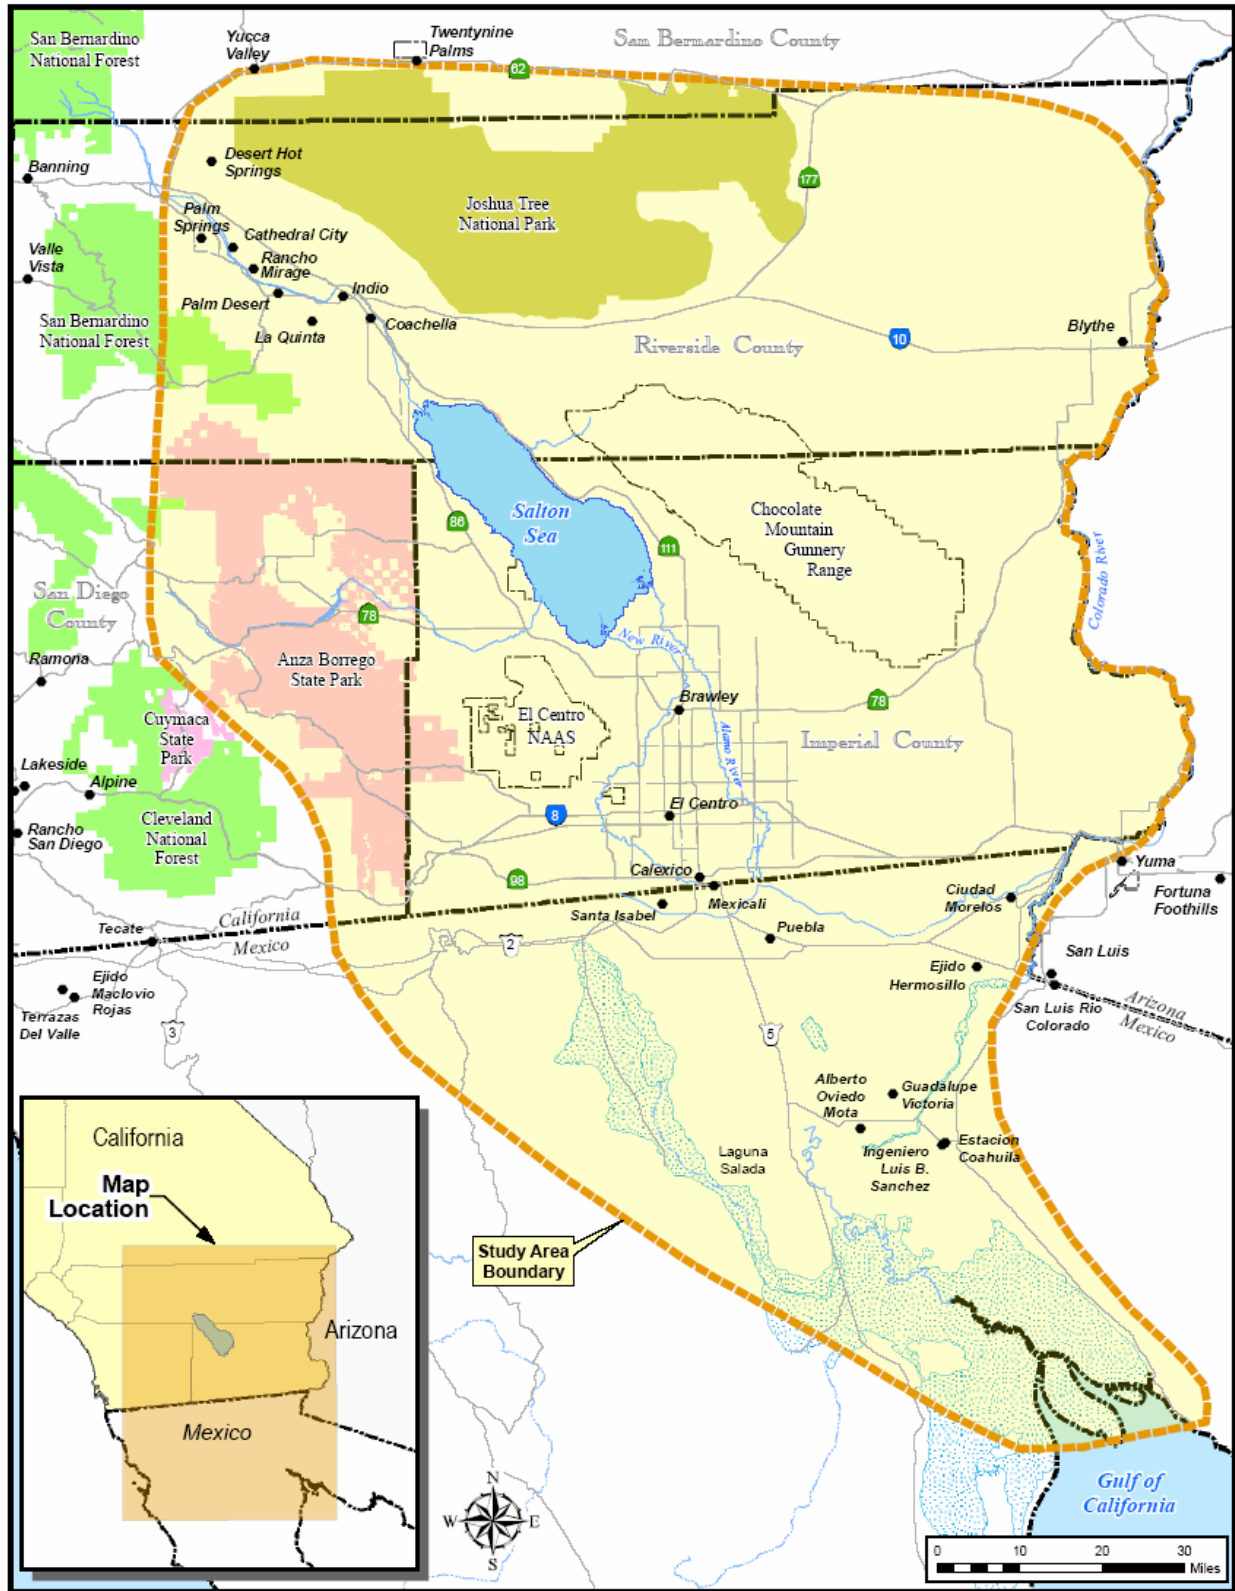 San Bernardino
National Forest
Yucca
Valley
Twentynine
Palms
San Bernardino County
62
Banning
Desert Hot
Springs
177
Joshua Tree
National Park
Palm
Springs
Cathedral City
Valle
Vista
Rancho
Mirage
Palm Desert
Indio
San Bernardino
National Forest
La Quinta
Coachella
Riverside County
10
Blythe
Salton
Sea
86
111
Chocolate
Mountain
Gunnery
Range
Colorado River
San Diego
County
78
New River
Ramona
Anza Borrego
State Park
Brawley
78
Cuymaca
State
Park
El Centro
NAAS
Alamo River
Imperial County
Lakeside
Alpine
El Centro
8
Rancho
San Diego
Cleveland
National
Forest
98
Calexico
Yuma
Mexicali
Ciudad
Morelos
Fortuna
Foothills
California
Mexico
Tecate
Santa Isabel
Puebla
2
San Luis
Ejido
Hermosillo
Ejido
Maclovio
Rojas
Terrazas
Del Valle
San Luis Rio
Colorado
Arizona
Mexico
3
5
Alberto
Oviedo
Mota
Guadalupe
Victoria
Laguna
Salada
Ingeniero
Luis B.
Sanchez
Estacion
Coahuila
California
Map
Location
Study Area
Boundary
Arizona
Mexico
N
W
E
S
Gulf of
California
0 10 20 30
Miles